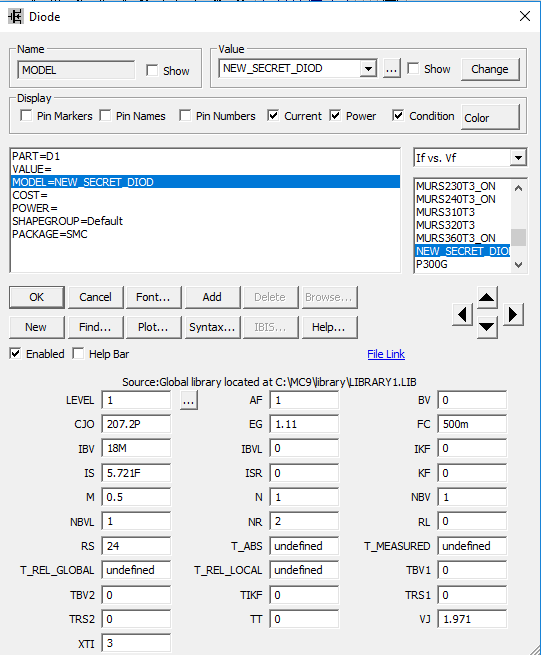 Diode
Name
MODEL
Show
Value
NEW_SECRET_DIOD
...
Show
Change
Display
Pin Markers Pin Names Pin Numbers Current Power Condition Color
PART=D1
VALUE=
MODEL=NEW_SECRET_DIOD
COST=
POWER=
SHAPEGROUP=Default
PACKAGE=SMC
If vs. Vf
MURS230T3_ON
MURS240T3_ON
MURS310T3
MURS320T3
MURS360T3_ON
NEW_SECRET_DIO
P300G
OK Cancel Font... Add Delete Browse...
New Find... Plot... Syntax... IBIS... Help...
Enabled Help Bar File Link
Source:Global library located at C:\MC9\library\LIBRARY1.LIB
LEVEL 1 ... AF 1 BV 0
CJO 207.2P EG 1.11 FC 500m
IBV 18M IBVL 0 IKF 0
IS 5.721F ISR 0 KF 0
M 0.5 N 1 NBV 1
NBVL 1 NR 2 RL 0
RS 24 T_ABS undefined T_MEASURED undefined
T_REL_GLOBAL undefined T_REL_LOCAL undefined TBV1 0
TBV2 0 TIKF 0 TRS1 0
TRS2 0 TT 0 VJ 1.971
XTI 3